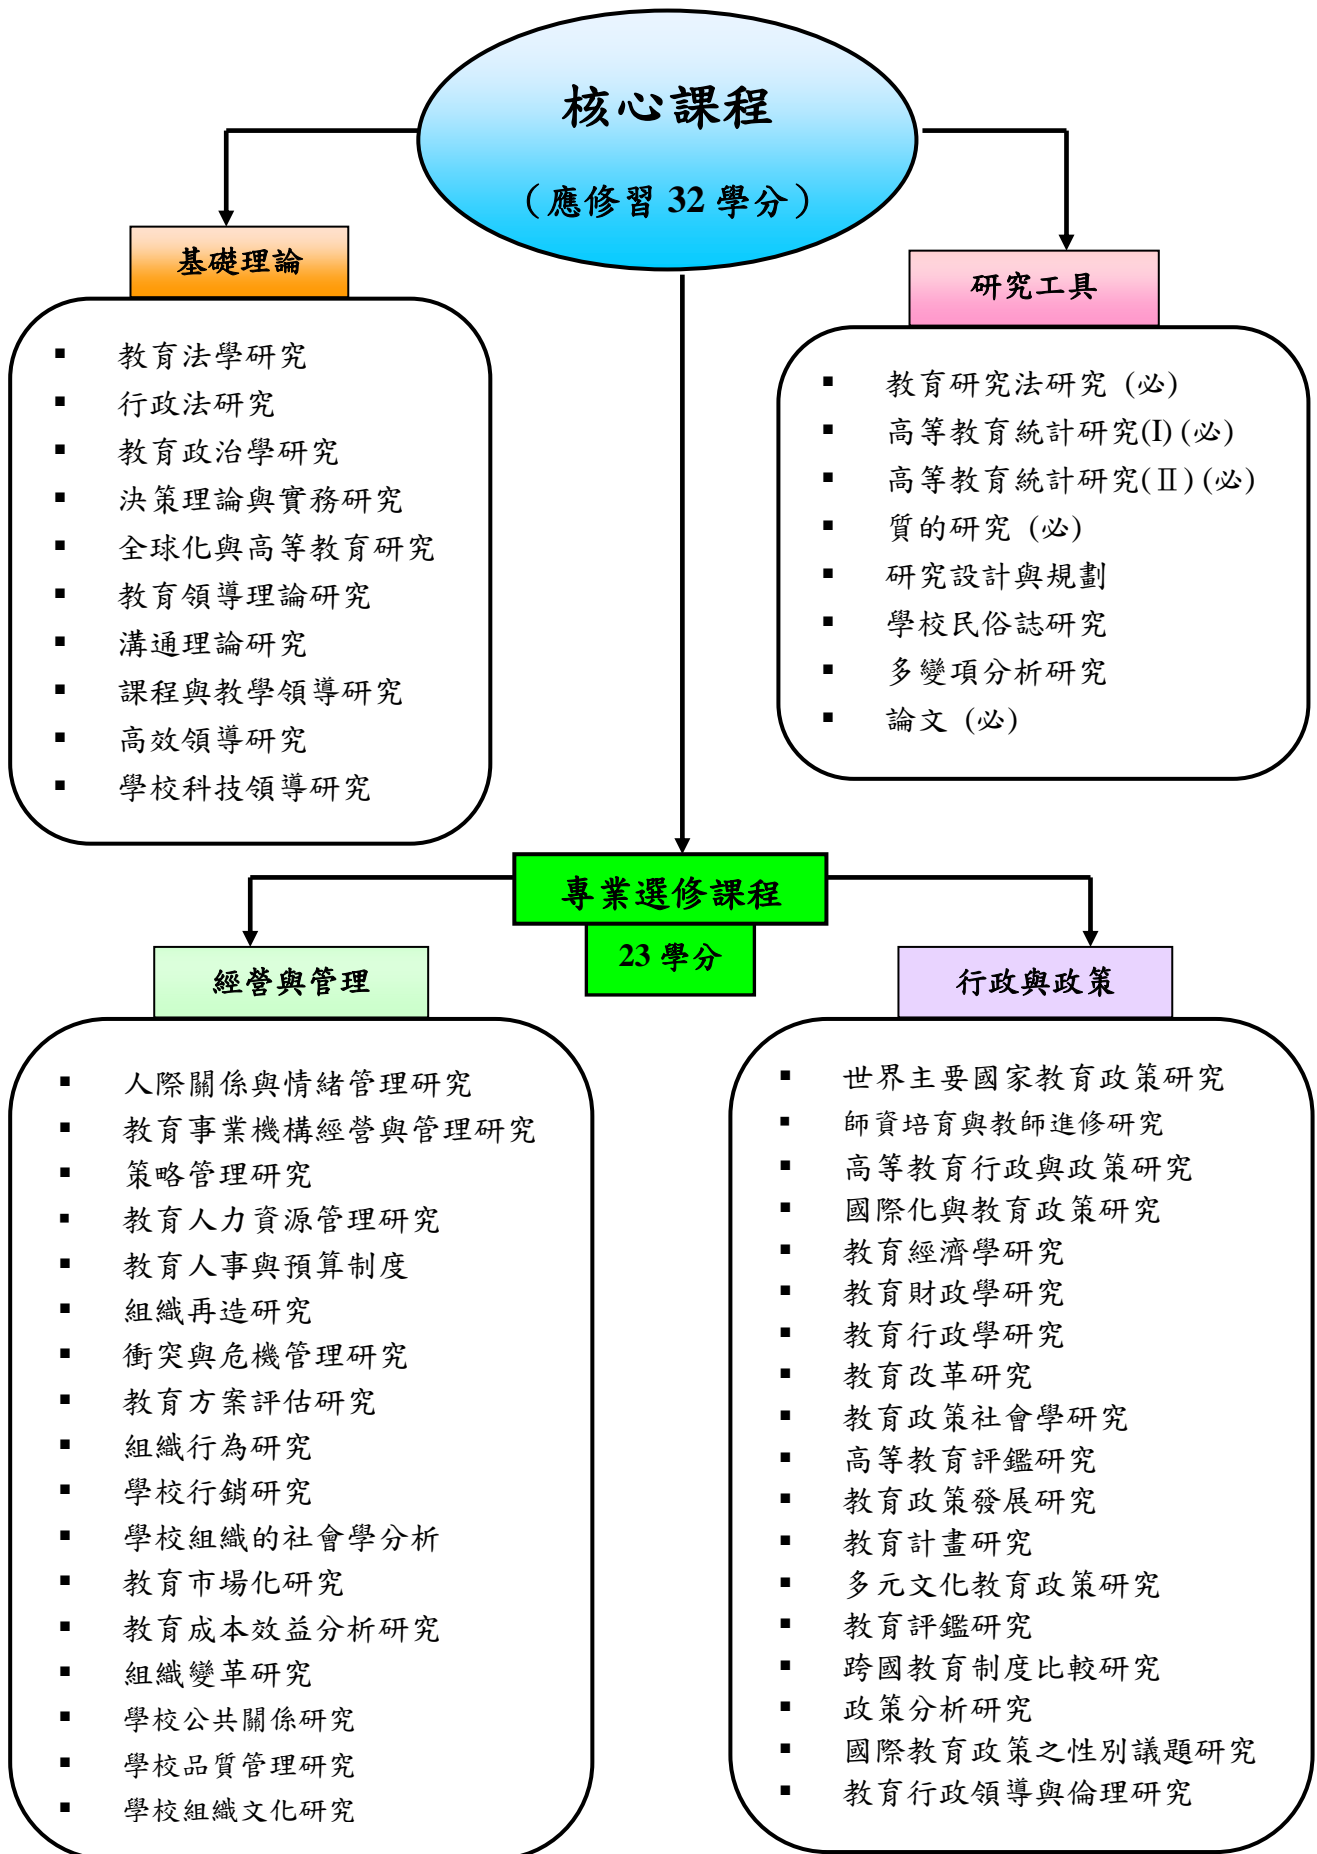 核心課程
（應修習 32 學分）
基礎理論
▪ 教育法學研究
▪ 行政法研究
▪ 教育政治學研究
▪ 決策理論與實務研究
▪ 全球化與高等教育研究
▪ 教育領導理論研究
▪ 溝通理論研究
▪ 課程與教學領導研究
▪ 高效領導研究
▪ 學校科技領導研究
研究工具
▪ 教育研究法研究 (必)
▪ 高等教育統計研究(I) (必)
▪ 高等教育統計研究(Ⅱ) (必)
▪ 質的研究 (必)
▪ 研究設計與規劃
▪ 學校民俗誌研究
▪ 多變項分析研究
▪ 論文 (必)
專業選修課程
23 學分
經營與管理
▪ 人際關係與情緒管理研究
▪ 教育事業機構經營與管理研究
▪ 策略管理研究
▪ 教育人力資源管理研究
▪ 教育人事與預算制度
▪ 組織再造研究
▪ 衝突與危機管理研究
▪ 教育方案評估研究
▪ 組織行為研究
▪ 學校行銷研究
▪ 學校組織的社會學分析
▪ 教育市場化研究
▪ 教育成本效益分析研究
▪ 組織變革研究
▪ 學校公共關係研究
▪ 學校品質管理研究
▪ 學校組織文化研究
行政與政策
▪ 世界主要國家教育政策研究
▪ 師資培育與教師進修研究
▪ 高等教育行政與政策研究
▪ 國際化與教育政策研究
▪ 教育經濟學研究
▪ 教育財政學研究
▪ 教育行政學研究
▪ 教育改革研究
▪ 教育政策社會學研究
▪ 高等教育評鑑研究
▪ 教育政策發展研究
▪ 教育計畫研究
▪ 多元文化教育政策研究
▪ 教育評鑑研究
▪ 跨國教育制度比較研究
▪ 政策分析研究
▪ 國際教育政策之性別議題研究
▪ 教育行政領導與倫理研究